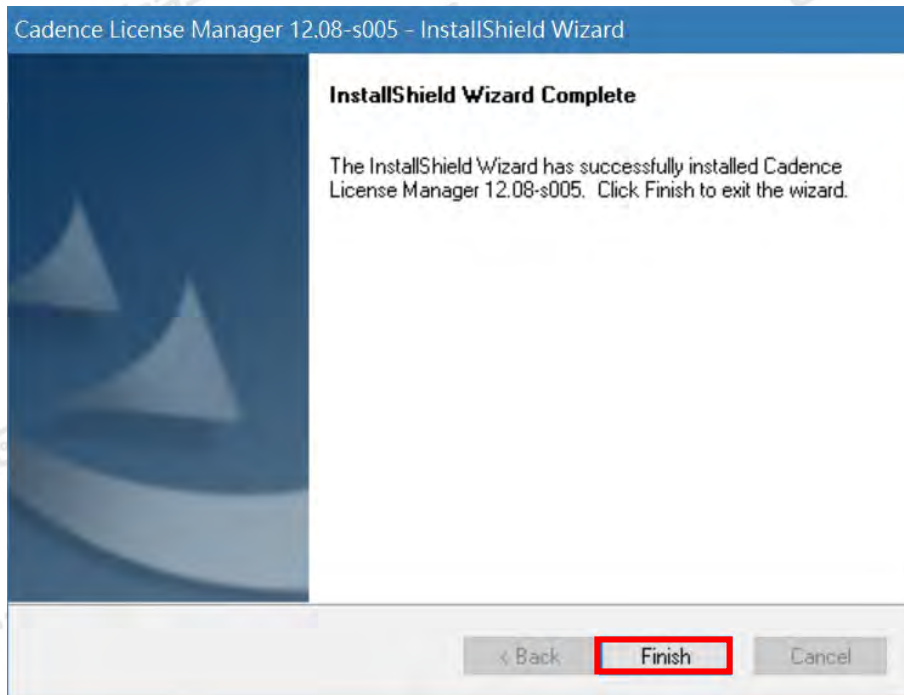 Cadence License Manager 12.08-s005 - InstallShield Wizard
InstallShield Wizard Complete
The InstallShield Wizard has successfully installed Cadence
License Manager 12.08-s005. Click Finish to exit the wizard.
< Back
Finish
Cancel